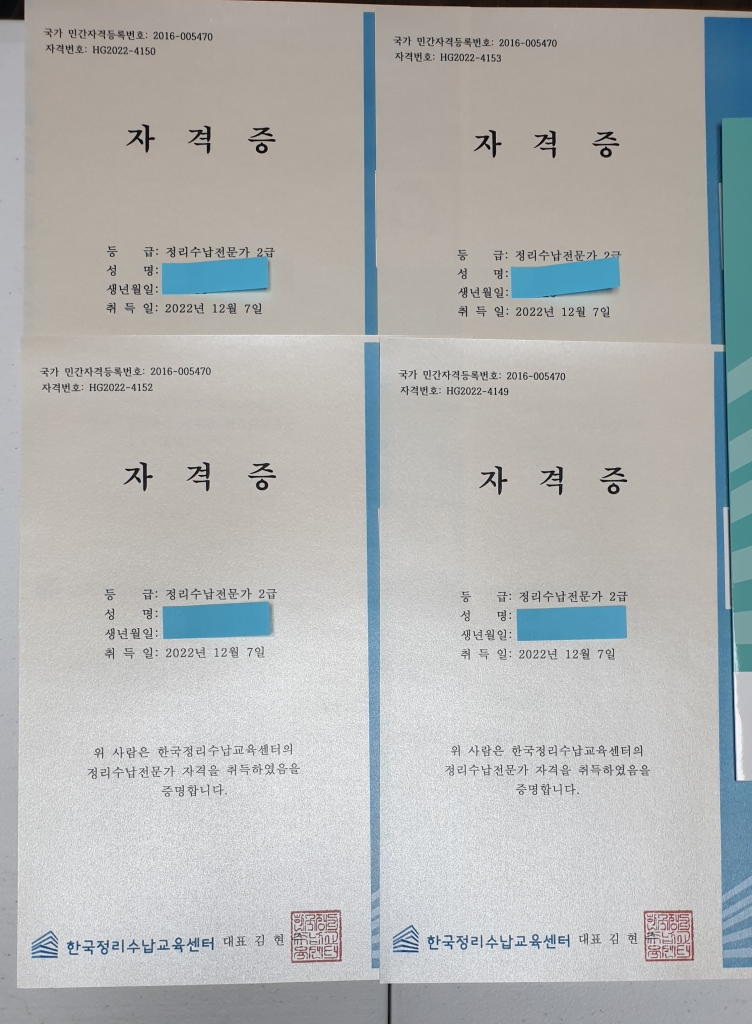 국가 민간자격등록번호: 2016-005470
자격번호: HG2022-4150
자 격 증
등 급: 정리수납전문가 2급
성 명:
생년월일:
취 득 일: 2022년 12월 7일
국가 민간자격등록번호: 2016-005470
자격번호: HG2022-4153
자 격 증
등 급: 정리수납전문가 2급
성 명:
생년월일:
취 득 일: 2022년 12월 7일
국가 민간자격등록번호: 2016-005470
자격번호: HG2022-4152
자 격 증
등 급: 정리수납전문가 2급
성 명:
생년월일:
취 득 일: 2022년 12월 7일
위 사람은 한국정리수납교육센터의
정리수납전문가 자격을 취득하였음을
증명합니다.
한국정리수납교육센터 대표 김 현
국가 민간자격등록번호: 2016-005470
자격번호: HG2022-4149
자 격 증
등 급: 정리수납전문가 2급
성 명:
생년월일:
취 득 일: 2022년 12월 7일
위 사람은 한국정리수납교육센터의
정리수납전문가 자격을 취득하였음을
증명합니다.
한국정리수납교육센터 대표 김 현